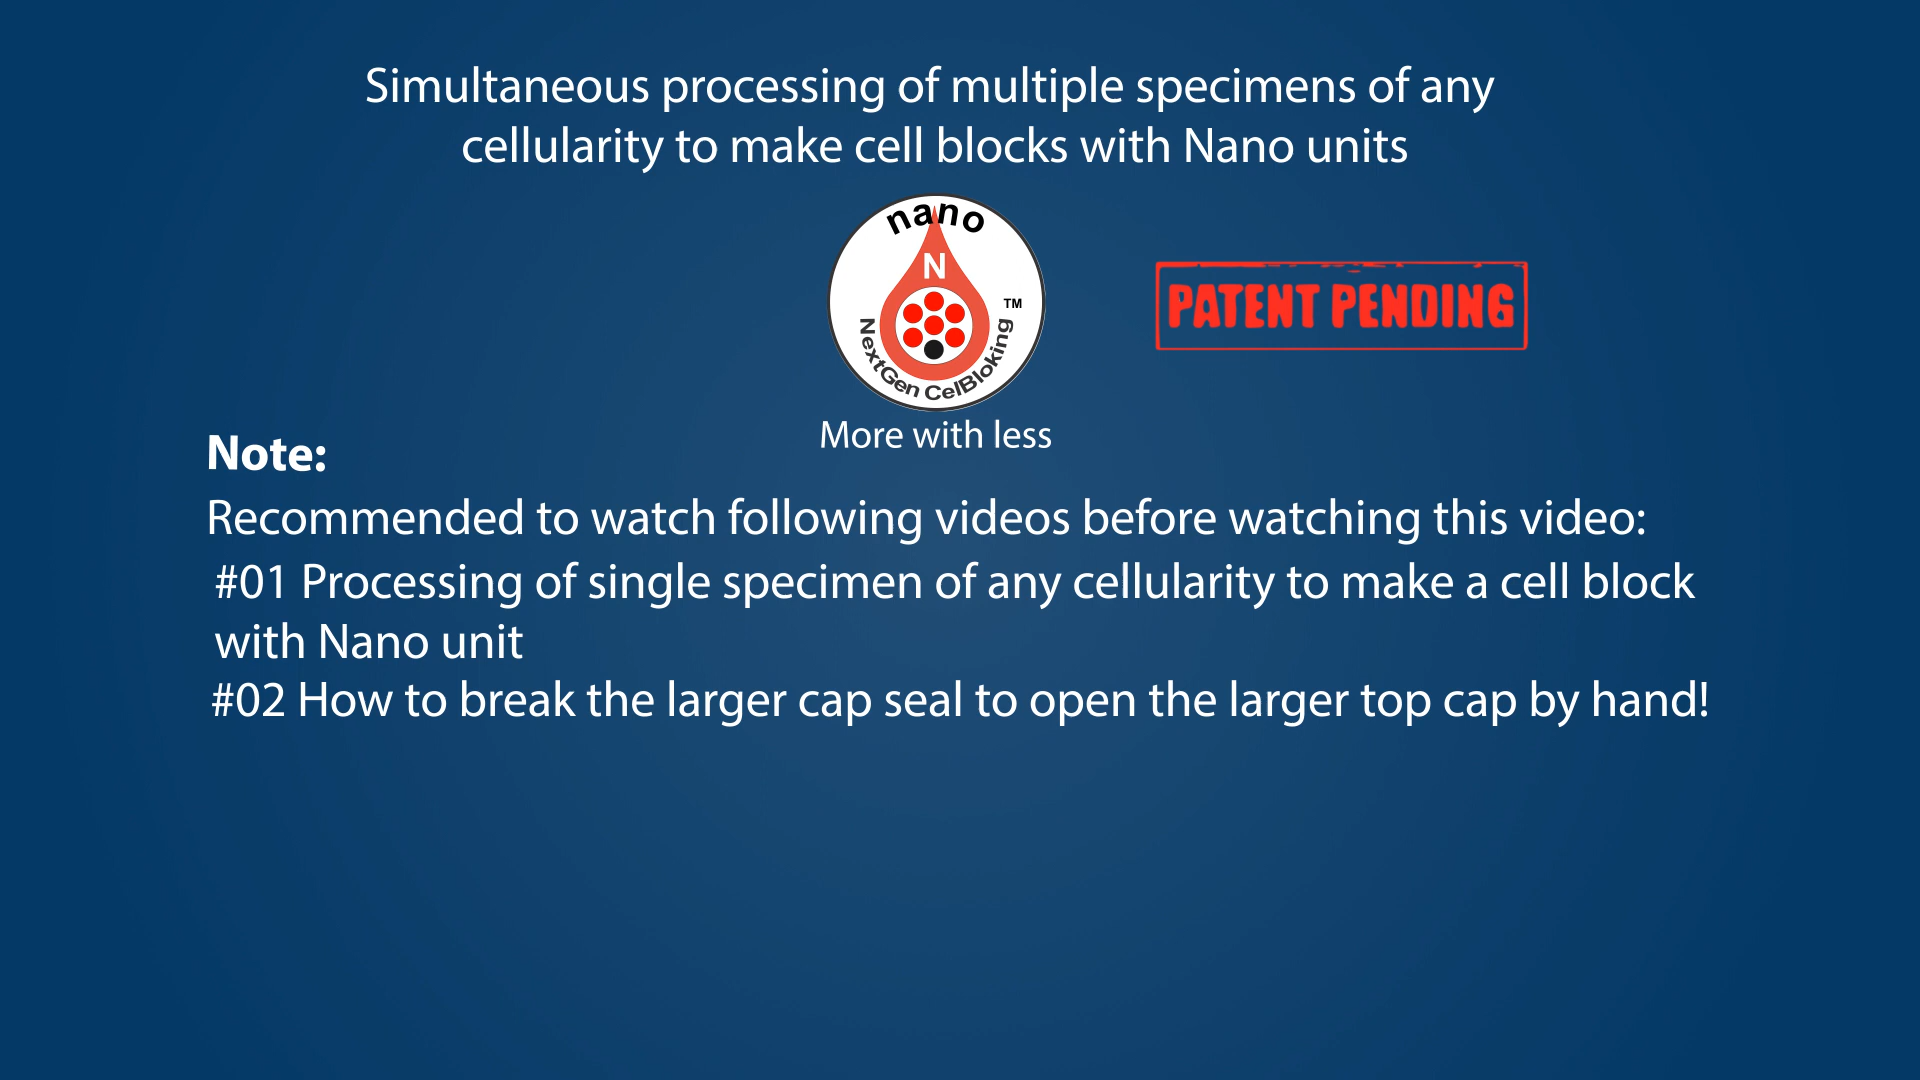 Simultaneous processing of multiple specimens of any
cellularity to make cell blocks with Nano units
nano
N
TM
NextGen CelBloking
PATENT PENDING
More with less
Note:
Recommended to watch following videos before watching this video:
#01 Processing of single specimen of any cellularity to make a cell block
with Nano unit
#02 How to break the larger cap seal to open the larger top cap by hand!